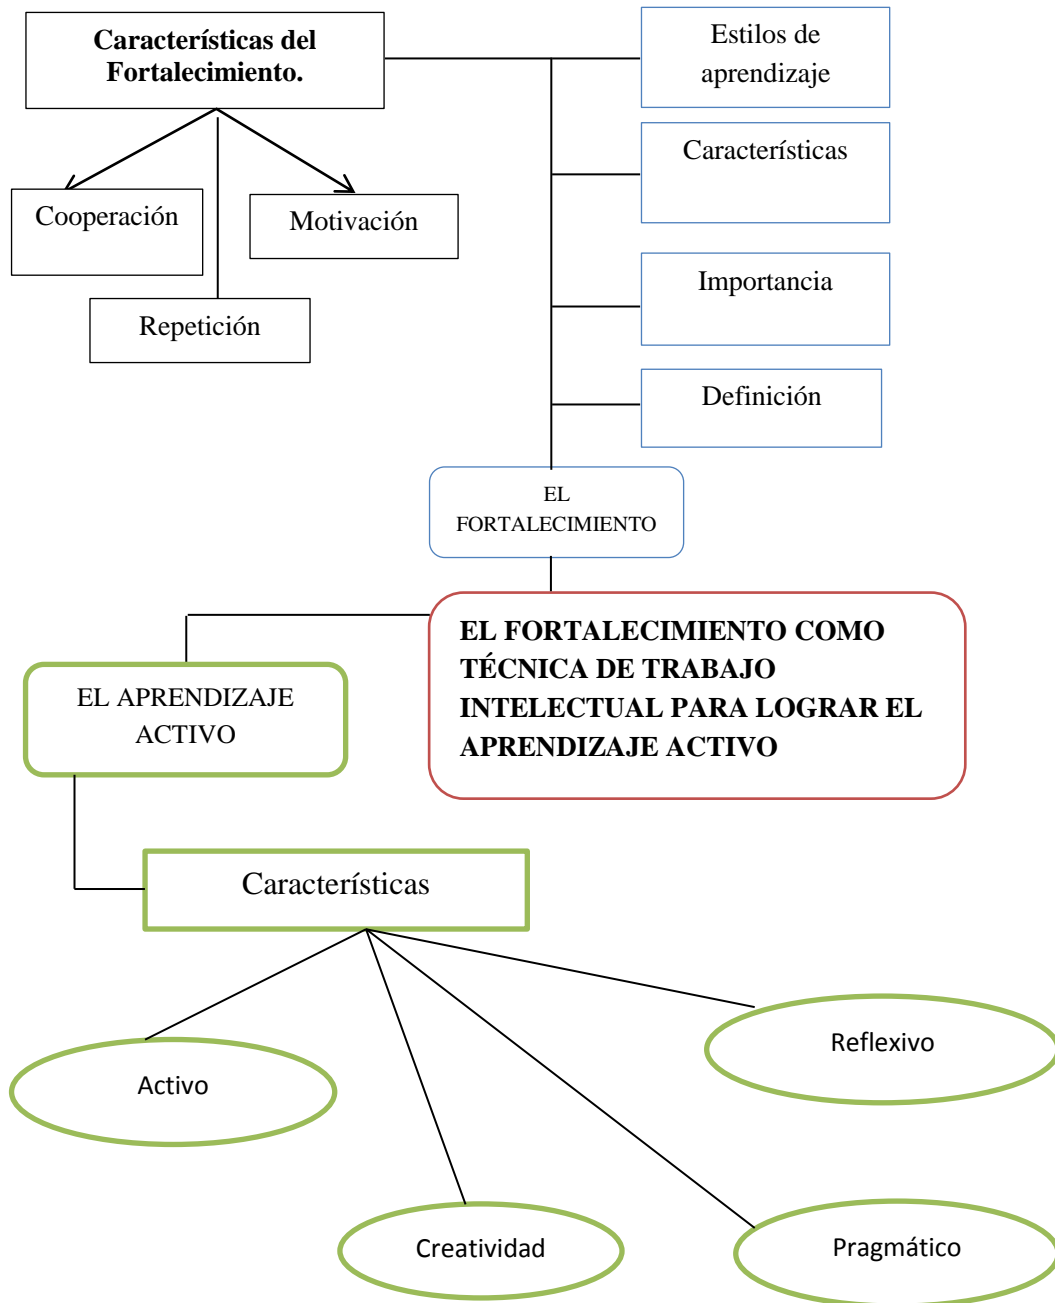 Características del
Fortalecimiento.
Estilos de
aprendizaje
Características
Cooperación
Motivación
Importancia
Repetición
Definición
EL
FORTALECIMIENTO
EL FORTALECIMIENTO COMO
TÉCNICA DE TRABAJO
INTELECTUAL PARA LOGRAR EL
APRENDIZAJE ACTIVO
EL APRENDIZAJE
ACTIVO
Características
Reflexivo
Activo
Creatividad
Pragmático